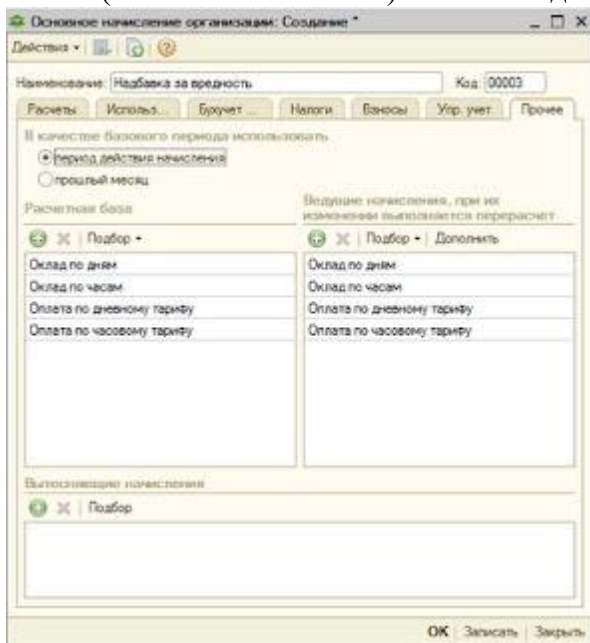 Основное начисление организации: Создание *
Действия
Наименование: Надбавка за вредность Код: 00003
Расчеты Использ... Бухучет ... Налоги Взносы Упр. учет Прочее
В качестве базового периода использовать
период действия начисления
прошлый месяц
Расчетная база
Ведущие начисления, при их
изменении выполняется перерасчет
Подбор
Подбор Дополнить
Оклад по дням Оклад по дням
Оклад по часам Оклад по часам
Оплата по дневному тарифу Оплата по дневному тарифу
Оплата по часовому тарифу Оплата по часовому тарифу
Вытесняющие начисления
Подбор
OK Записать Закрыть